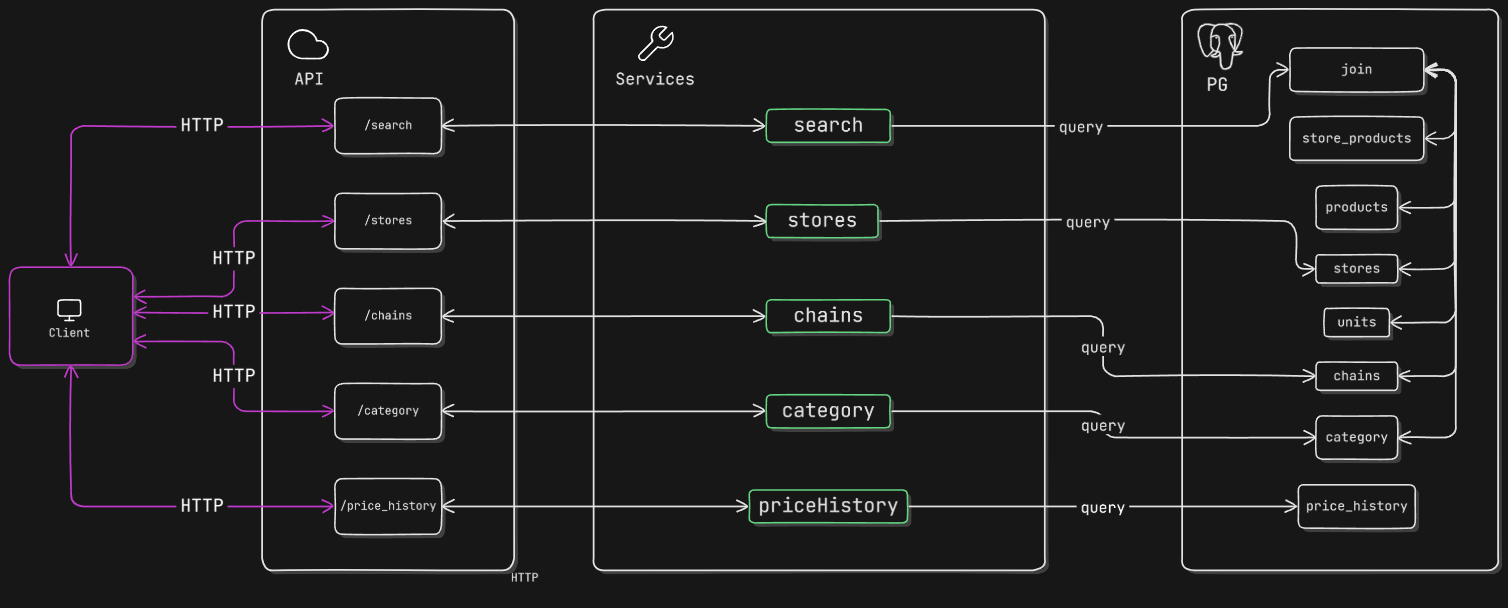 API
Services
PG
join
HTTP
/search
search
query
store_products
products
/stores
stores
query
HTTP
stores
HTTP
/chains
chains
units
Client
query
HTTP
chains
/category
category
query
category
HTTP
/price_history
priceHistory
query
price_history
HTTP